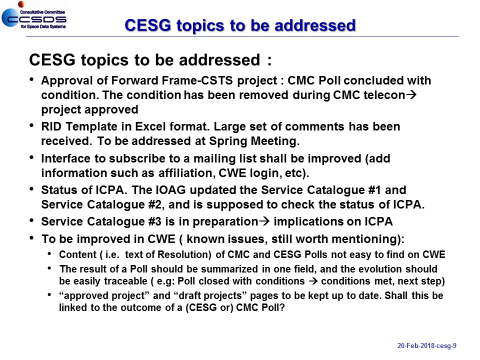 Consultative Committee
CCSDS
for Space Data Systems
CESG topics to be addressed
CESG topics to be addressed :
• Approval of Forward Frame-CSTS project : CMC Poll concluded with
condition. The condition has been removed during CMC telecon→
project approved
• RID Template in Excel format. Large set of comments has been
received. To be addressed at Spring Meeting.
• Interface to subscribe to a mailing list shall be improved (add
information such as affiliation, CWE login, etc).
• Status of ICPA. The IOAG updated the Service Catalogue #1 and
Service Catalogue #2, and is supposed to check the status of ICPA.
• Service Catalogue #3 is in preparation→ implications on ICPA
• To be improved in CWE ( known issues, still worth mentioning):
• Content ( i.e.  text of Resolution) of CMC and CESG Polls not easy to find on CWE
• The result of a Poll should be summarized in one field, and the evolution should
be easily traceable ( e.g: Poll closed with conditions → conditions met, next step)
• “approved project” and “draft projects” pages to be kept up to date. Shall this be
linked to the outcome of a (CESG or) CMC Poll?
20-Feb-2018-cesg-9